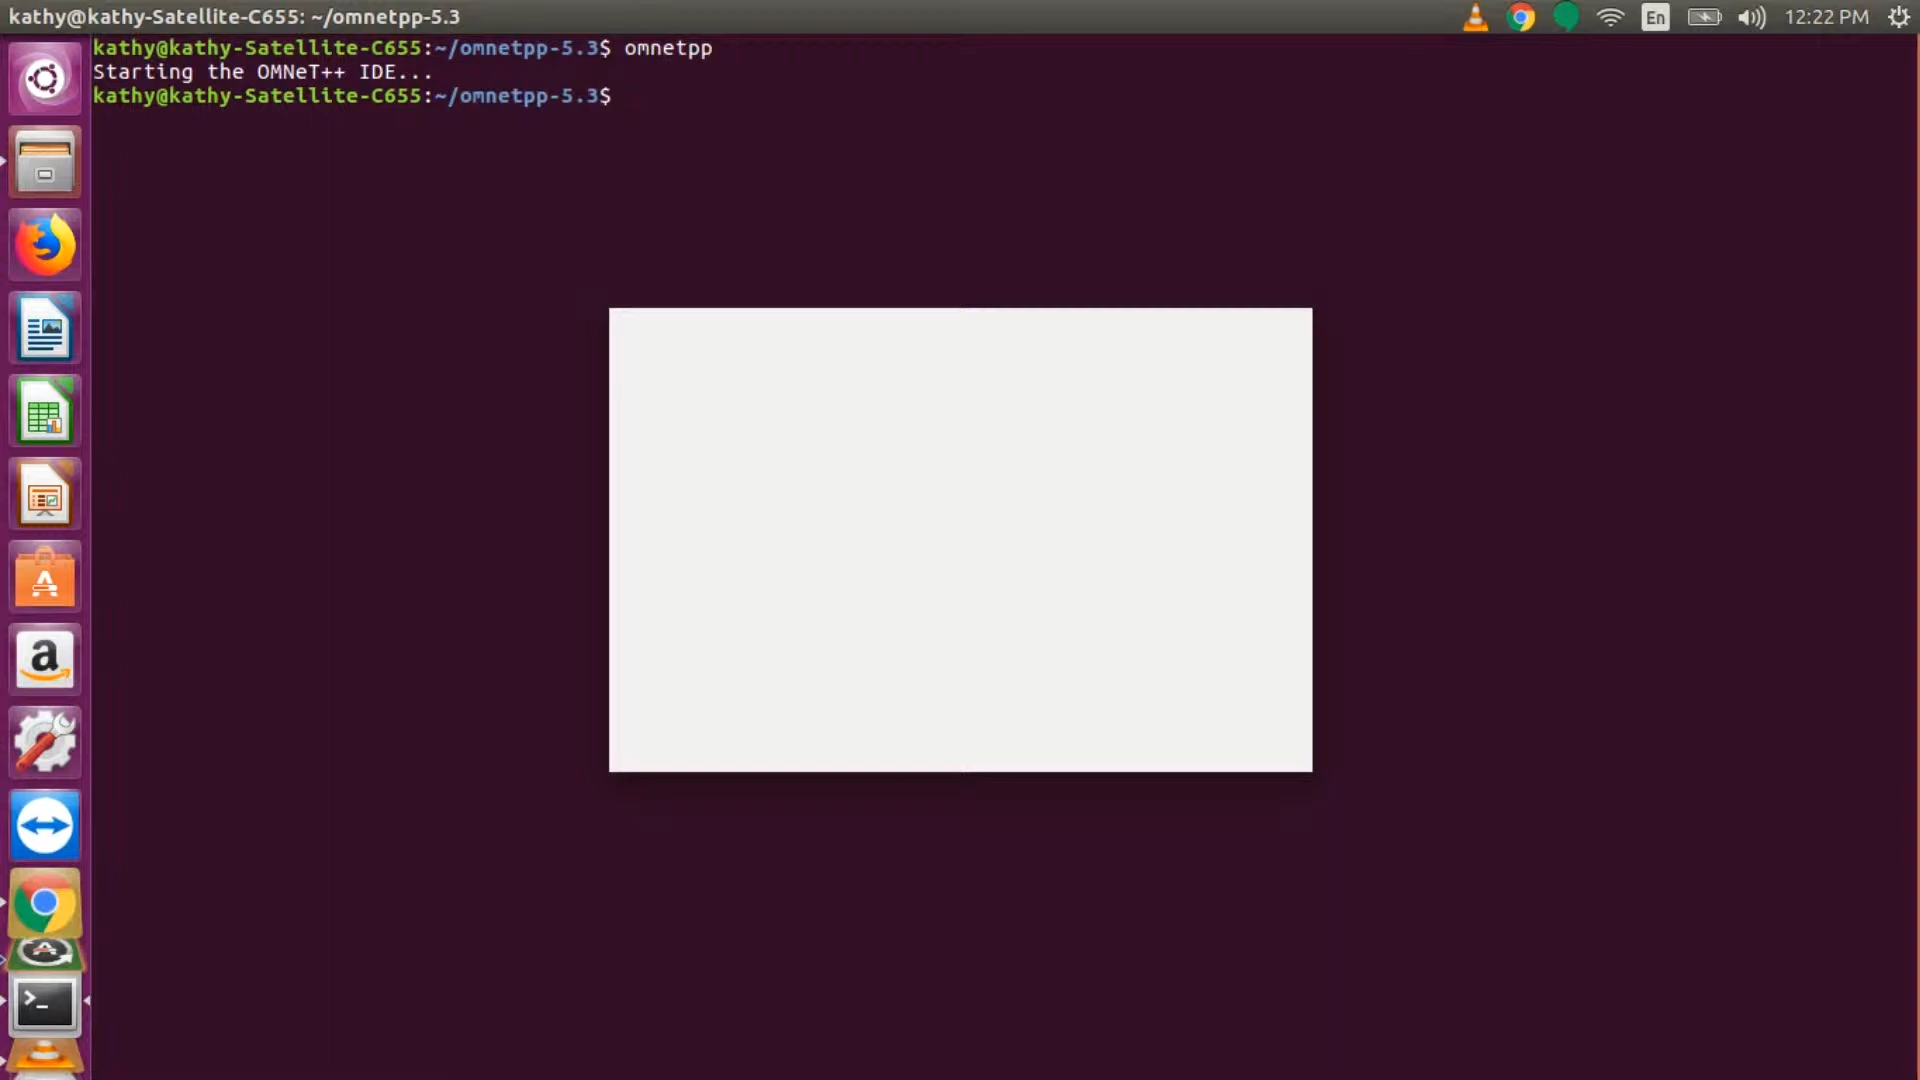 kathy@kathy-Satellite-C655: ~/omnetpp-5.3
En
12:22 PM
kathy@kathy-Satellite-C655:~/omnetpp-5.3$ omnetpp
Starting the OMNeT++ IDE...
kathy@kathy-Satellite-C655:~/omnetpp-5.3$